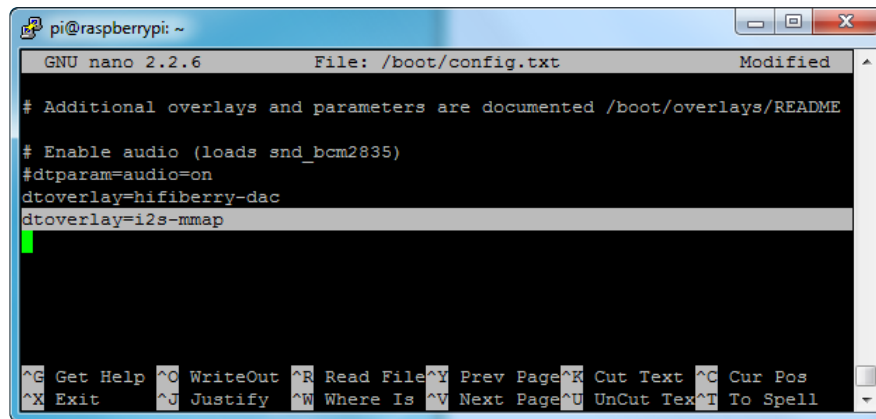 pi@raspberrypi: ~
GNU nano 2.2.6 File: /boot/config.txt Modified
# Additional overlays and parameters are documented /boot/overlays/README
# Enable audio (loads snd_bcm2835)
#dtparam=audio=on
dtoverlay=hifiberry-dac
dtoverlay=i2s-mmap
^G Get Help ^O WriteOut ^R Read File ^Y Prev Page ^K Cut Text ^C Cur Pos
^X Exit ^J Justify ^W Where Is ^V Next Page ^U UnCut Tex ^T To Spell